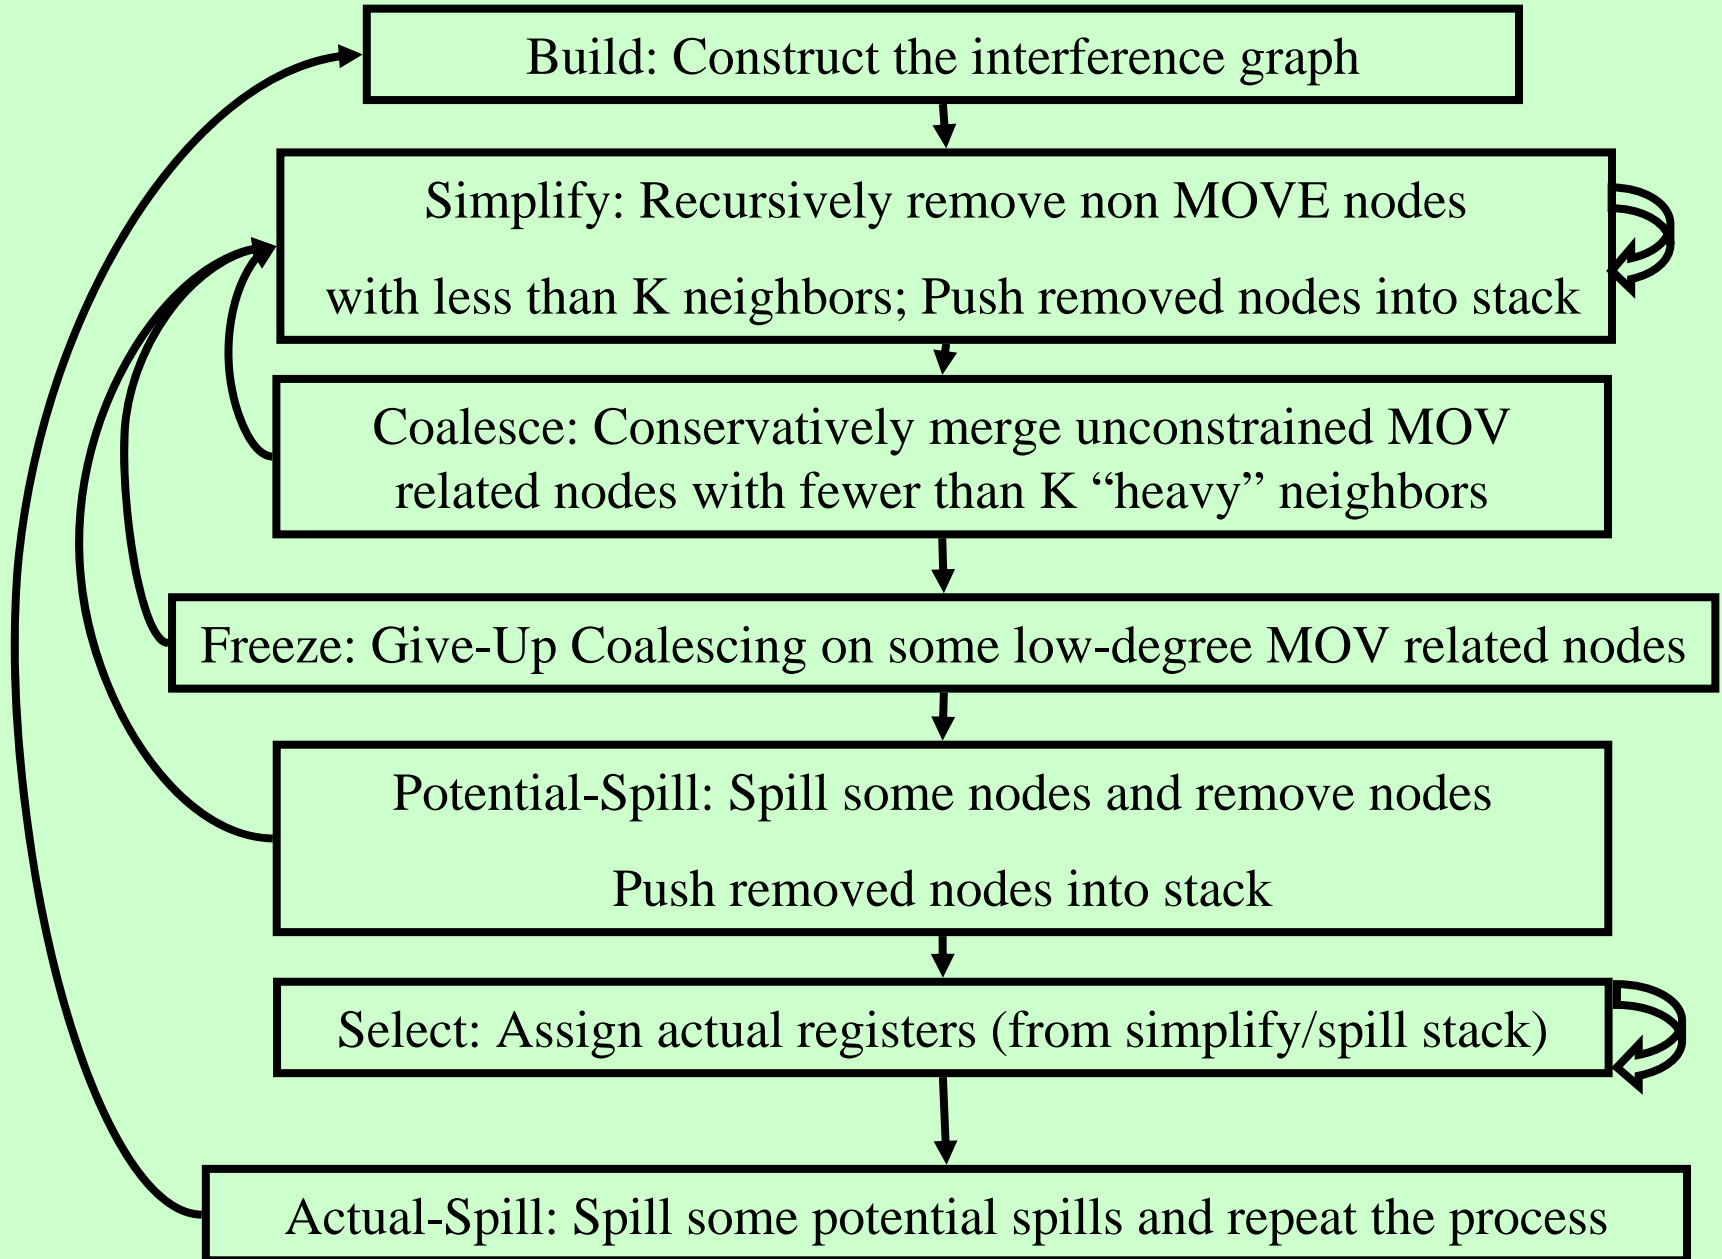 Build: Construct the interference graph
Simplify: Recursively remove non MOVE nodes
with less than K neighbors; Push removed nodes into stack
Coalesce: Conservatively merge unconstrained MOV
related nodes with fewer than K “heavy” neighbors
Freeze: Give-Up Coalescing on some low-degree MOV related nodes
Potential-Spill: Spill some nodes and remove nodes
Push removed nodes into stack
Select: Assign actual registers (from simplify/spill stack)
Actual-Spill: Spill some potential spills and repeat the process